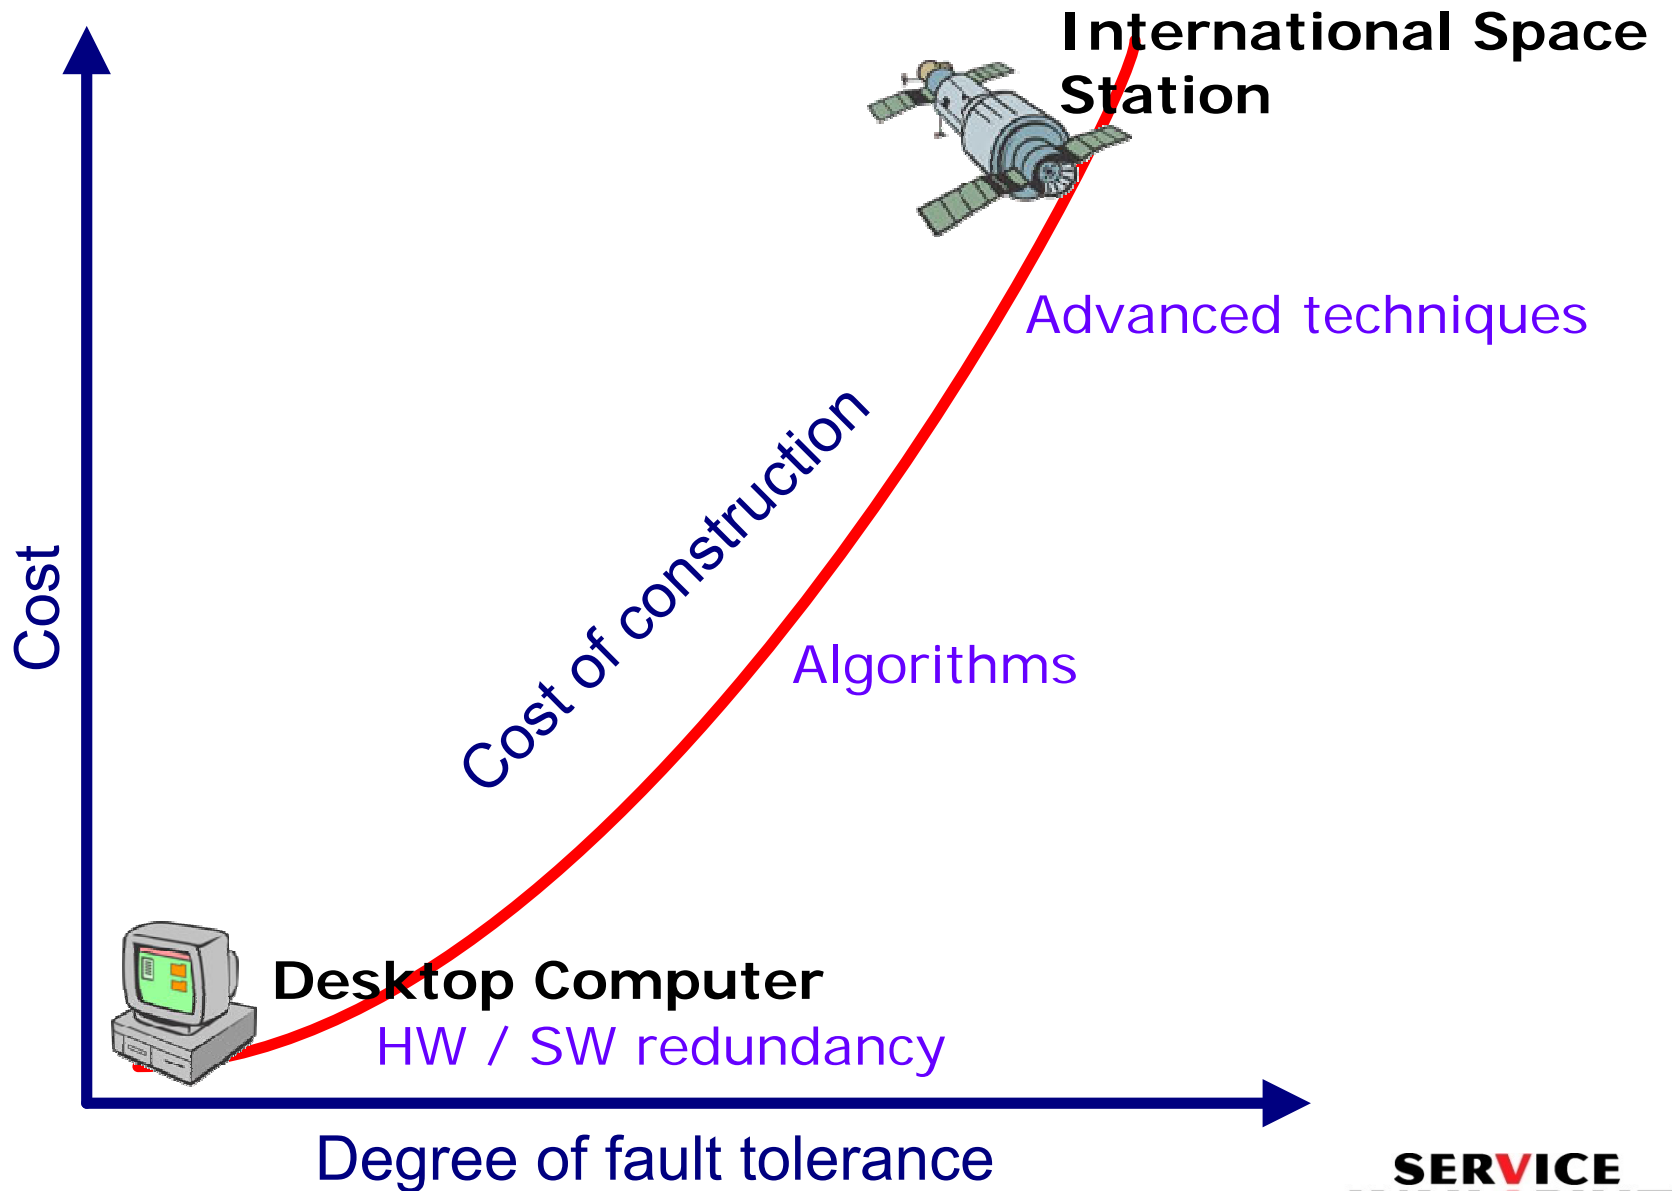 International Space
Station
Advanced techniques
Cost of construction
Cost
Algorithms
Desktop Computer
HW / SW redundancy
Degree of fault tolerance
SERVICE